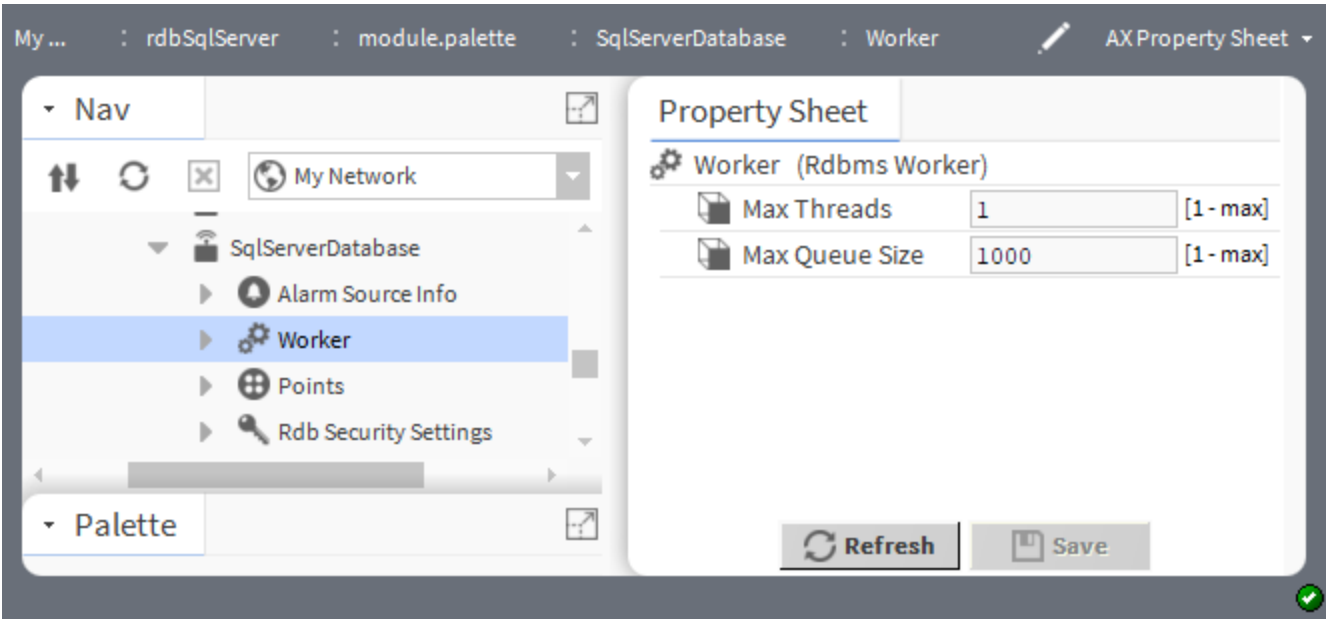 My ... : rdbSqlServer : module.palette : SqlServerDatabase : Worker AX Property Sheet
Nav
My Network
SqlServerDatabase
Alarm Source Info
Worker
Points
Rdb Security Settings
Palette
Property Sheet
Worker (Rdbms Worker)
Max Threads 1 [1 - max]
Max Queue Size 1000 [1 - max]
Refresh Save